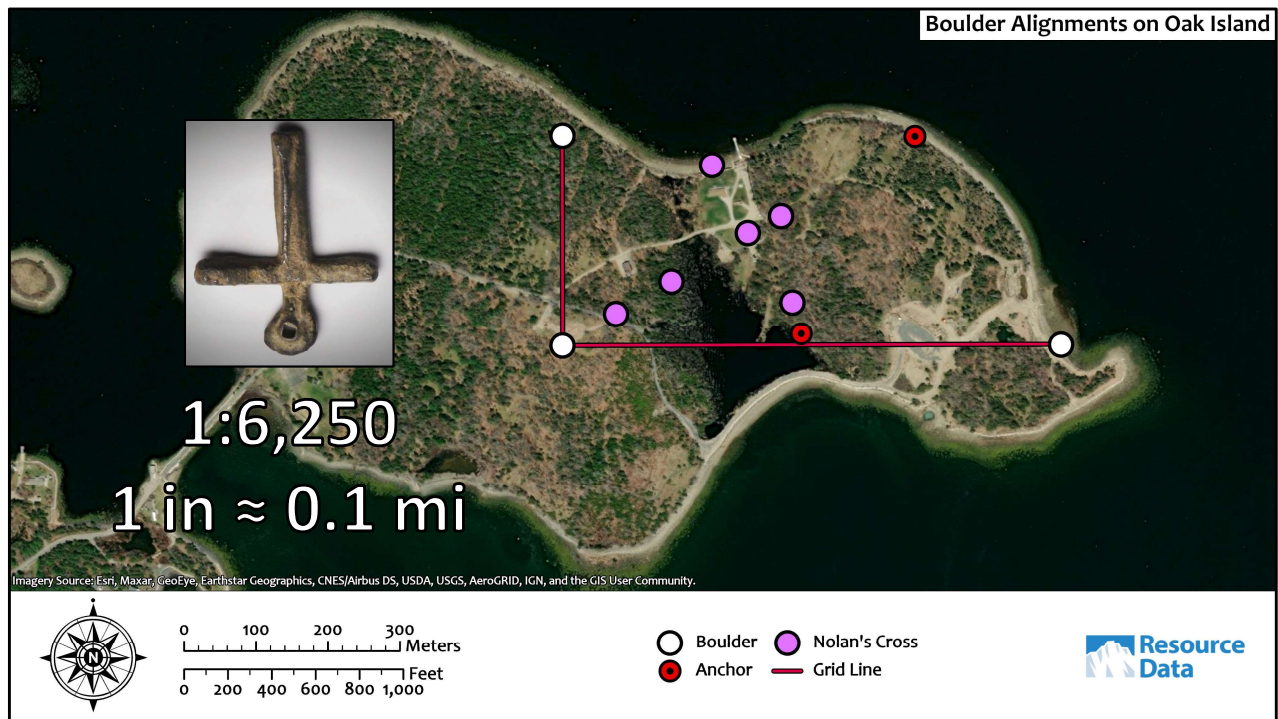 Boulder Alignments on Oak Island
1:6,250
1 in ≈ 0.1 mi
Imagery Source: Esri, Maxar, GeoEye, Earthstar Geographics, CNES/Airbus DS, USDA, USGS, AeroGRID, IGN, and the GIS User Community.
N
0 100 200 300
Meters
Feet
0 200 400 600 800 1,000
Boulder
Nolan's Cross
Anchor
Grid Line
Resource
Data